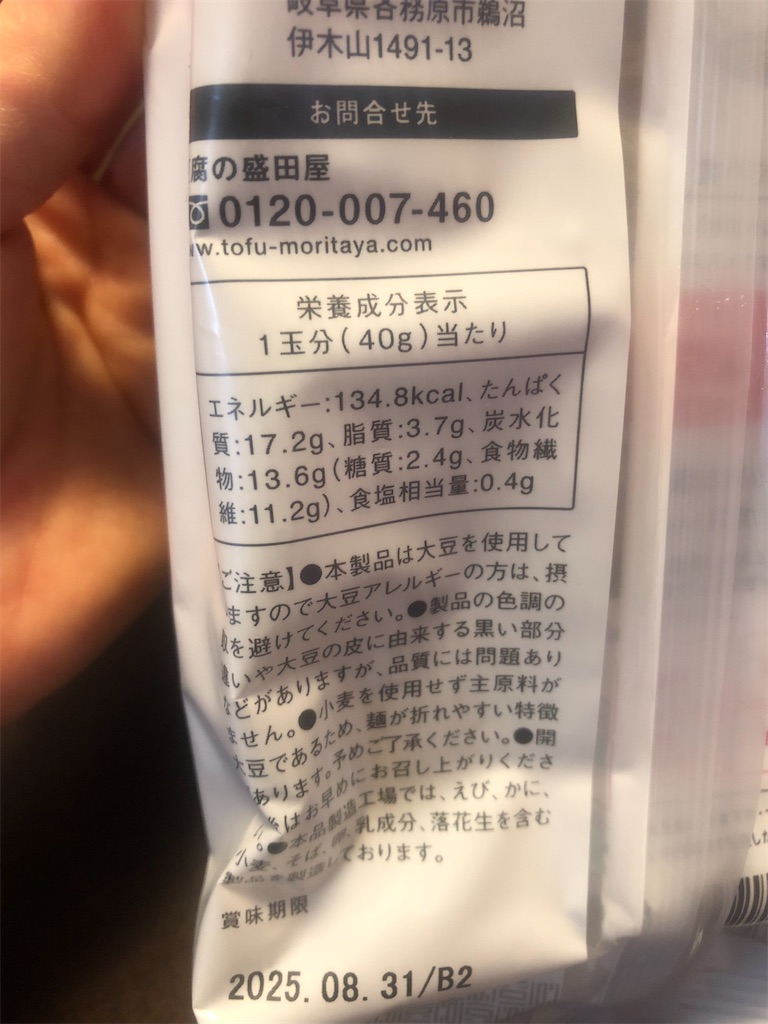 岐阜県各務原市鵜沼
伊木山1491-13
お問合せ先
腐の盛田屋
0120-007-460
w.tofu-moritaya.com
栄養成分表示
1玉分(40g)当たり
エネルギー:134.8kcal、たんぱく
質:17.2g、脂質:3.7g、炭水化
物:13.6g(糖質:2.4g、食物繊
維:11.2g)、食塩相当量:0.4g
ご注意】●本製品は大豆を使用して
ますので大豆アレルギーの方は、摂
取を避けてください。●製品の色調の
違いや大豆の皮に由来する黒い部分
などがありますが、品質には問題あり
ません。●小麦を使用せず主原料が
大豆であるため、麺が折れやすい特徴
あります。予めご了承ください。●開
後はお早めにお召し上がりくださ
い。●本品製造工場では、えび、かに、
小麦、そば、卵、乳成分、落花生を含む
製品を製造しております。
賞味期限
2025.08.31/B2